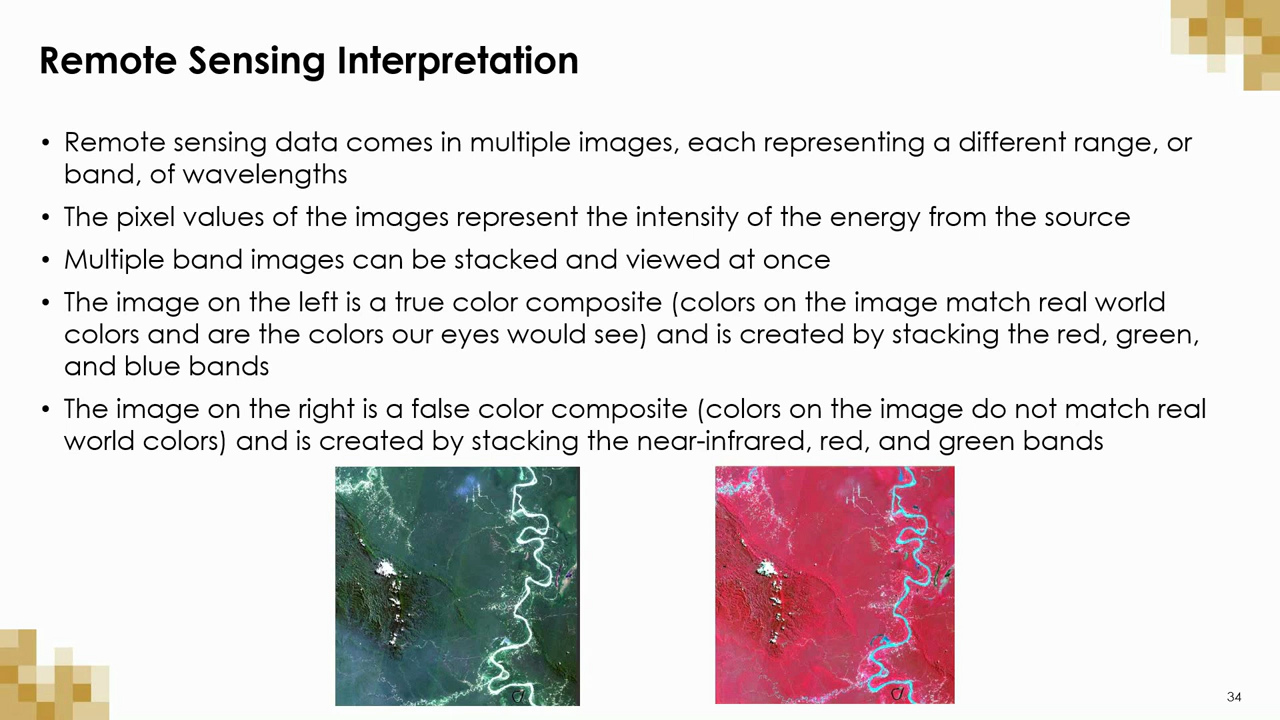 Remote Sensing Interpretation
• Remote sensing data comes in multiple images, each representing a different range, or
band, of wavelengths
• The pixel values of the images represent the intensity of the energy from the source
• Multiple band images can be stacked and viewed at once
• The image on the left is a true color composite (colors on the image match real world
colors and are the colors our eyes would see) and is created by stacking the red, green,
and blue bands
• The image on the right is a false color composite (colors on the image do not match real
world colors) and is created by stacking the near-infrared, red, and green bands
34